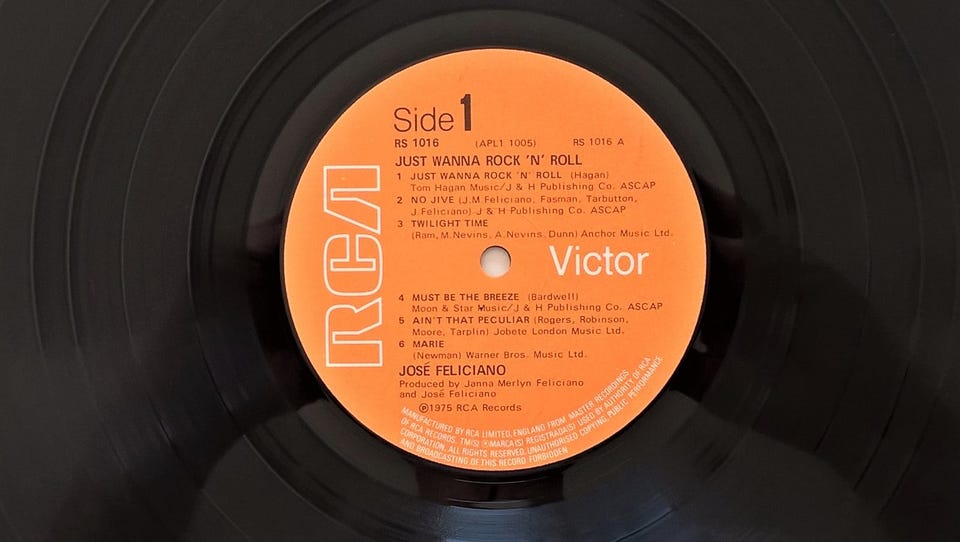 Side 1
RS 1016 (APL1 1005) RS 1016 A
JUST WANNA ROCK 'N' ROLL
1 JUST WANNA ROCK 'N' ROLL (Hagan)
Tom Hagan Music/J & H Publishing Co. ASCAP
2 NO JIVE (J.M Feliciano, Fasman, Tarbutton,
J. Feliciano) J & H Publishing Co. ASCAP
3 TWILIGHT TIME
(Ram, M. Nevins, A. Nevins, Dunn) Anchor Music Ltd.
RCA
Victor
4 MUST BE THE BREEZE (Bardwell)
Moon & Star Music/J & H Publishing Co. ASCAP
5 AIN'T THAT PECULIAR (Rogers, Robinson,
Moore, Tarplin) Jobete London Music Ltd.
6 MARIE
(Newman) Warner Bros. Music Ltd.
JOSÉ FELICIANO
Produced by Janna Merlyn Feliciano
and José Feliciano
℗1975 RCA Records
MANUFACTURED BY RCA LIMITED, ENGLAND FROM MASTER RECORDINGS
OF RCA RECORDS. TM(S) ® MARCA(S) REGISTRADA(S) USED BY AUTHORITY OF RCA
CORPORATION. ALL RIGHTS RESERVED. UNAUTHORISED COPYING PUBLIC PERFORMANCE
AND BROADCASTING OF THIS RECORD FORBIDDEN